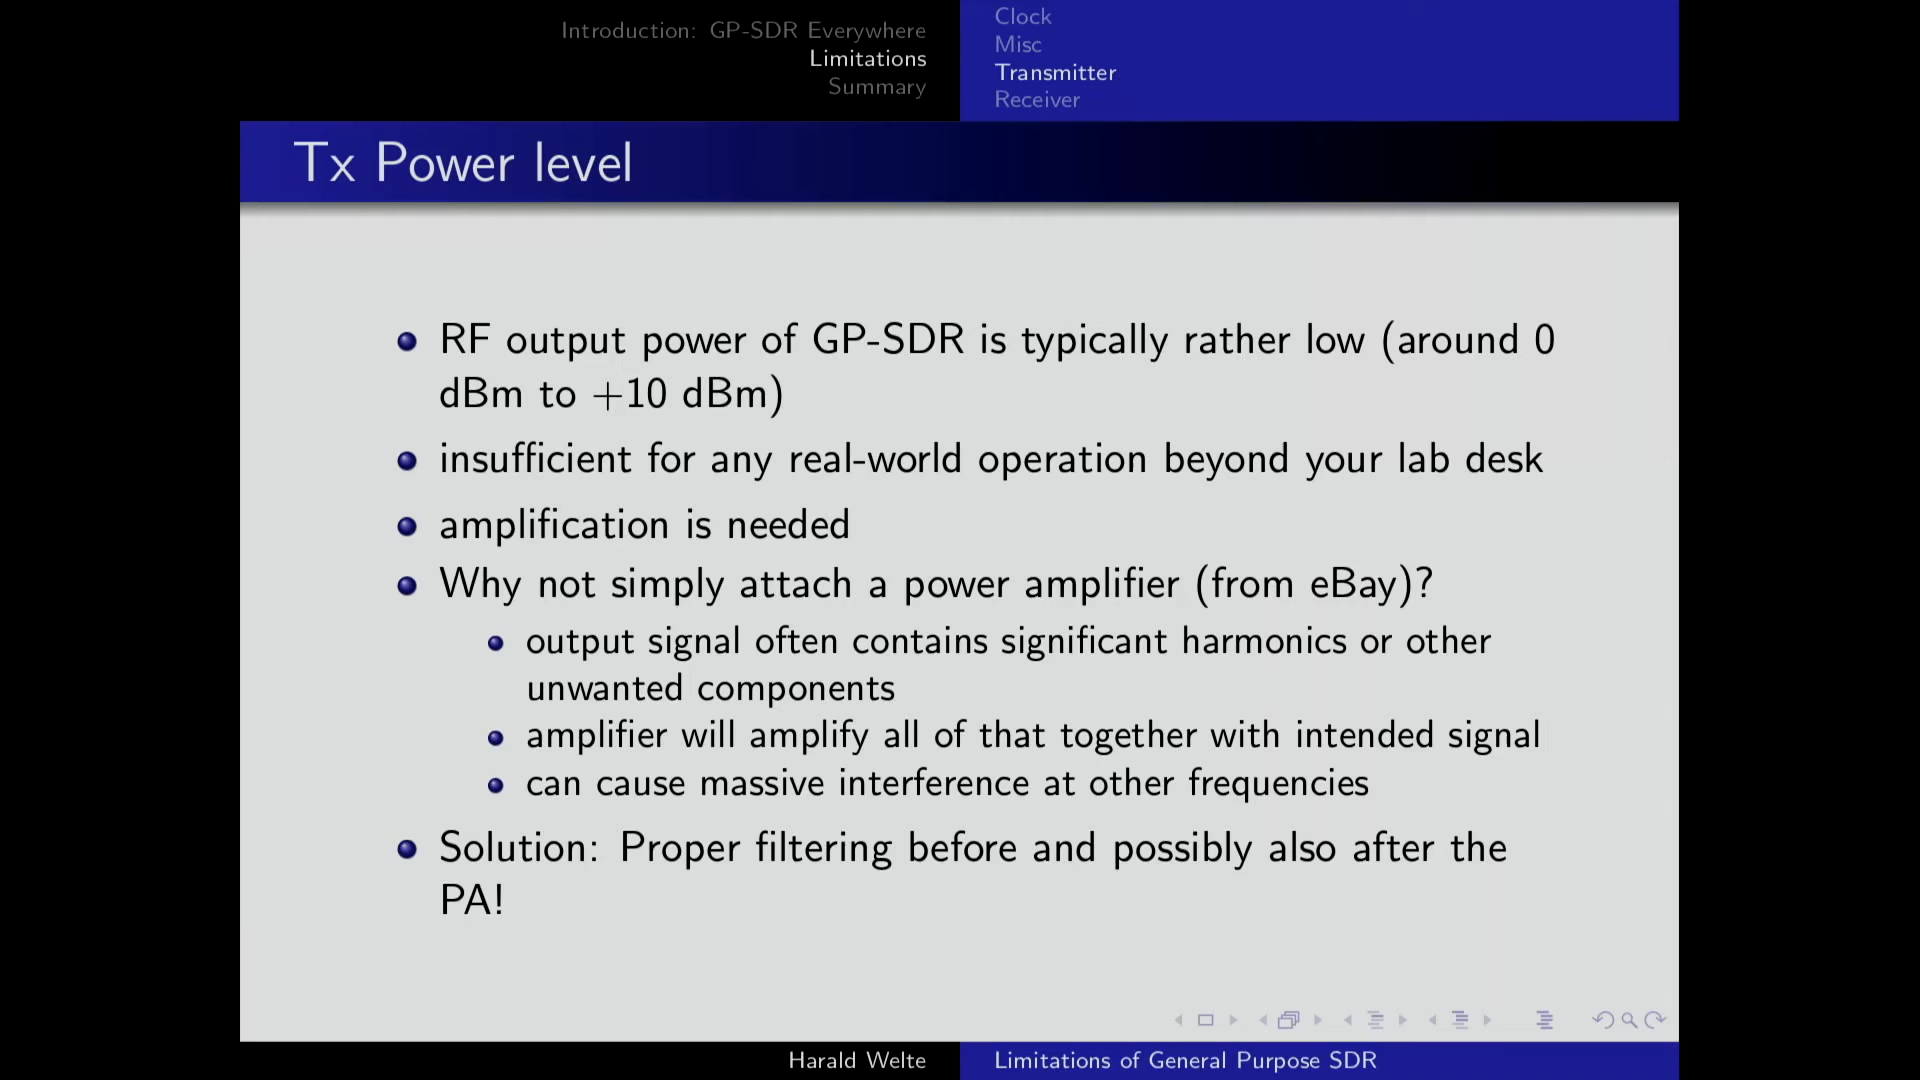 Introduction: GP-SDR Everywhere
Limitations
Summary
Clock
Misc
Transmitter
Receiver
Tx Power level
RF output power of GP-SDR is typically rather low (around 0
dBm to +10 dBm)
insufficient for any real-world operation beyond your lab desk
amplification is needed
Why not simply attach a power amplifier (from eBay)?
output signal often contains significant harmonics or other
unwanted components
amplifier will amplify all of that together with intended signal
can cause massive interference at other frequencies
Solution: Proper filtering before and possibly also after the
PA!
Harald Welte
Limitations of General Purpose SDR